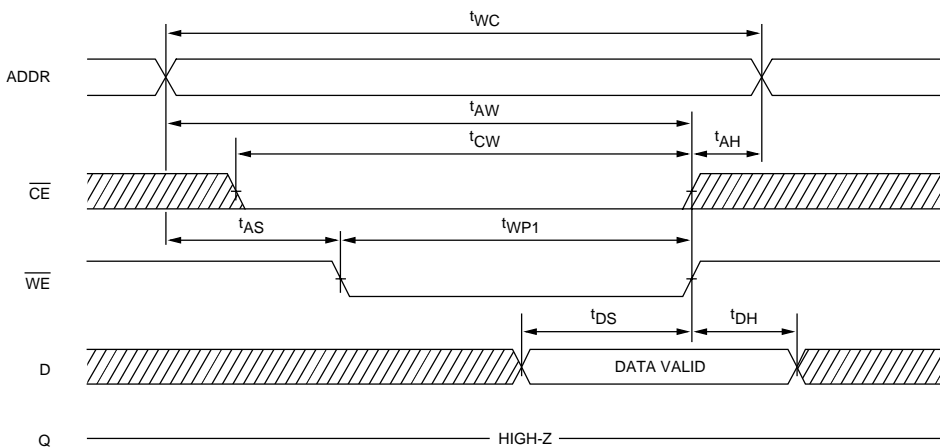 tWC
ADDR
tAW
tCW
tAH
CE
tAS
tWP1
WE
tDS
tDH
D
DATA VALID
Q
HIGH-Z